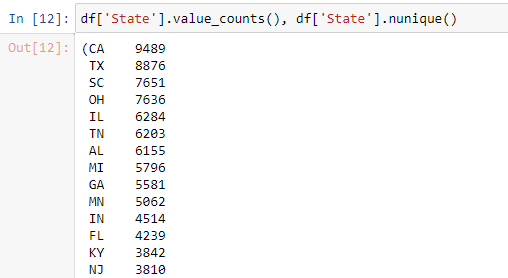 In [12]: df['State'].value_counts(), df['State'].nunique()
Out[12]: (CA 9489
TX 8876
SC 7651
OH 7636
IL 6284
TN 6203
AL 6155
MI 5796
GA 5581
MN 5062
IN 4514
FL 4239
KY 3842
NJ 3810